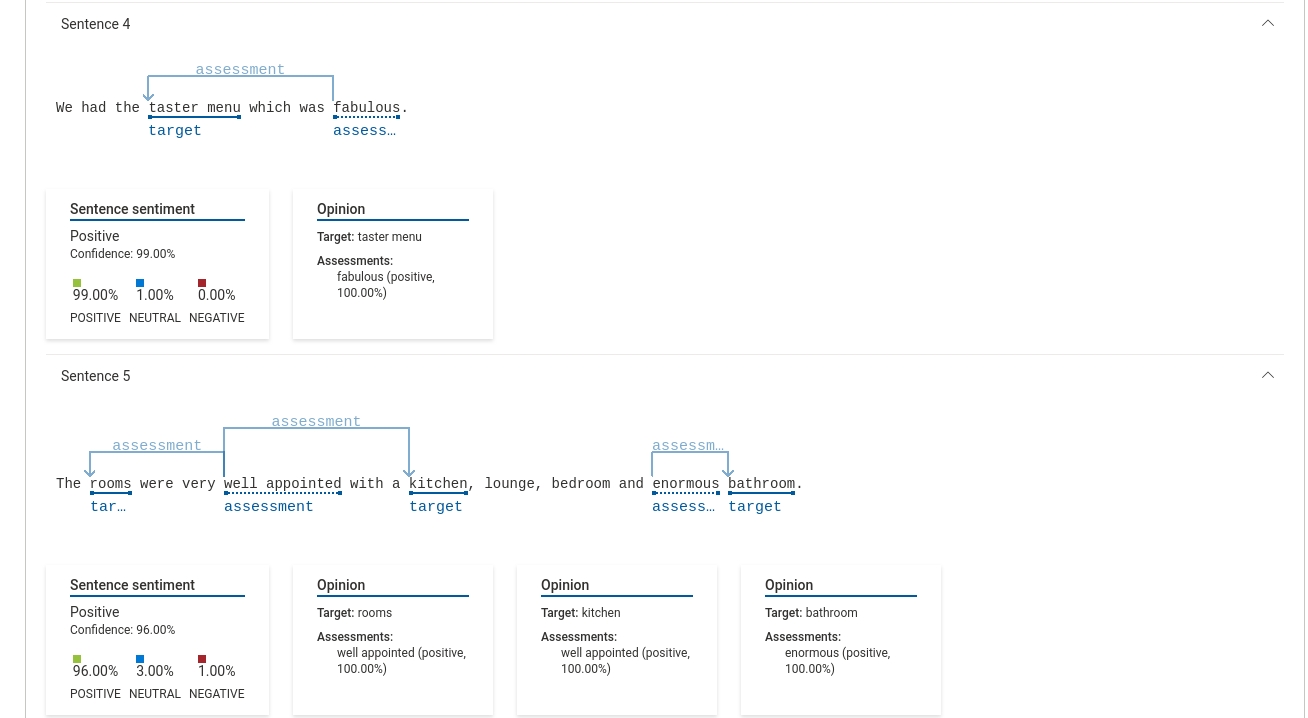 Sentence 4
assessment
We had the taster menu which was fabulous.
target assess…
Sentence sentiment
Positive
Confidence: 99.00%
99.00% 1.00% 0.00%
POSITIVE NEUTRAL NEGATIVE
Opinion
Target: taster menu
Assessments:
fabulous (positive,
100.00%)
Sentence 5
assessment
assessment assessm…
The rooms were very well appointed with a kitchen, lounge, bedroom and enormous bathroom.
tar… assessment target assess… target
Sentence sentiment
Positive
Confidence: 96.00%
96.00% 3.00% 1.00%
POSITIVE NEUTRAL NEGATIVE
Opinion
Target: rooms
Assessments:
well appointed (positive,
100.00%)
Opinion
Target: kitchen
Assessments:
well appointed (positive,
100.00%)
Opinion
Target: bathroom
Assessments:
enormous (positive,
100.00%)